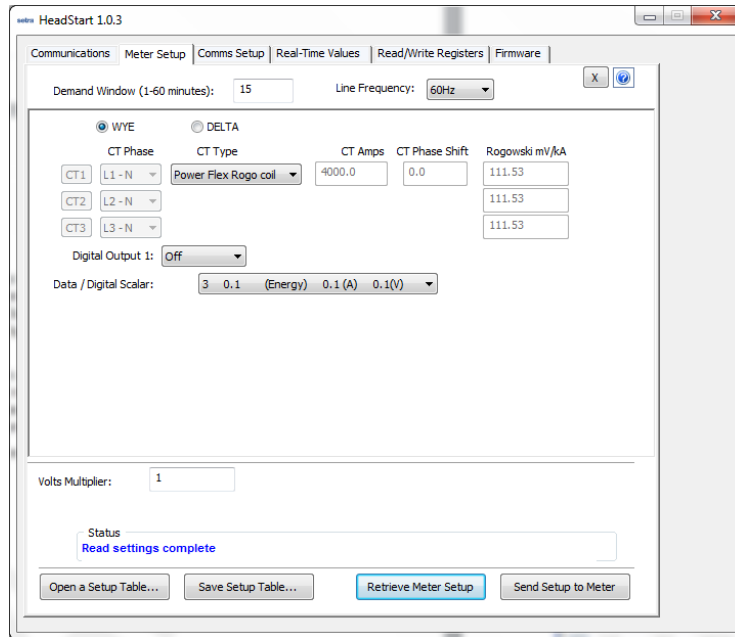 setra HeadStart 1.0.3
Communications Meter Setup Comms Setup Real-Time Values Read/Write Registers Firmware
X ?
Demand Window (1-60 minutes): 15 Line Frequency: 60Hz
WYE DELTA
CT Phase CT Type CT Amps CT Phase Shift Rogowski mV/kA
CT1 L1 - N Power Flex Rogo coil 4000.0 0.0 111.53
CT2 L2 - N 111.53
CT3 L3 - N 111.53
Digital Output 1: Off
Data / Digital Scalar: 3 0.1 (Energy) 0.1 (A) 0.1(V)
Volts Multiplier: 1
Status
Read settings complete
Open a Setup Table... Save Setup Table... Retrieve Meter Setup Send Setup to Meter